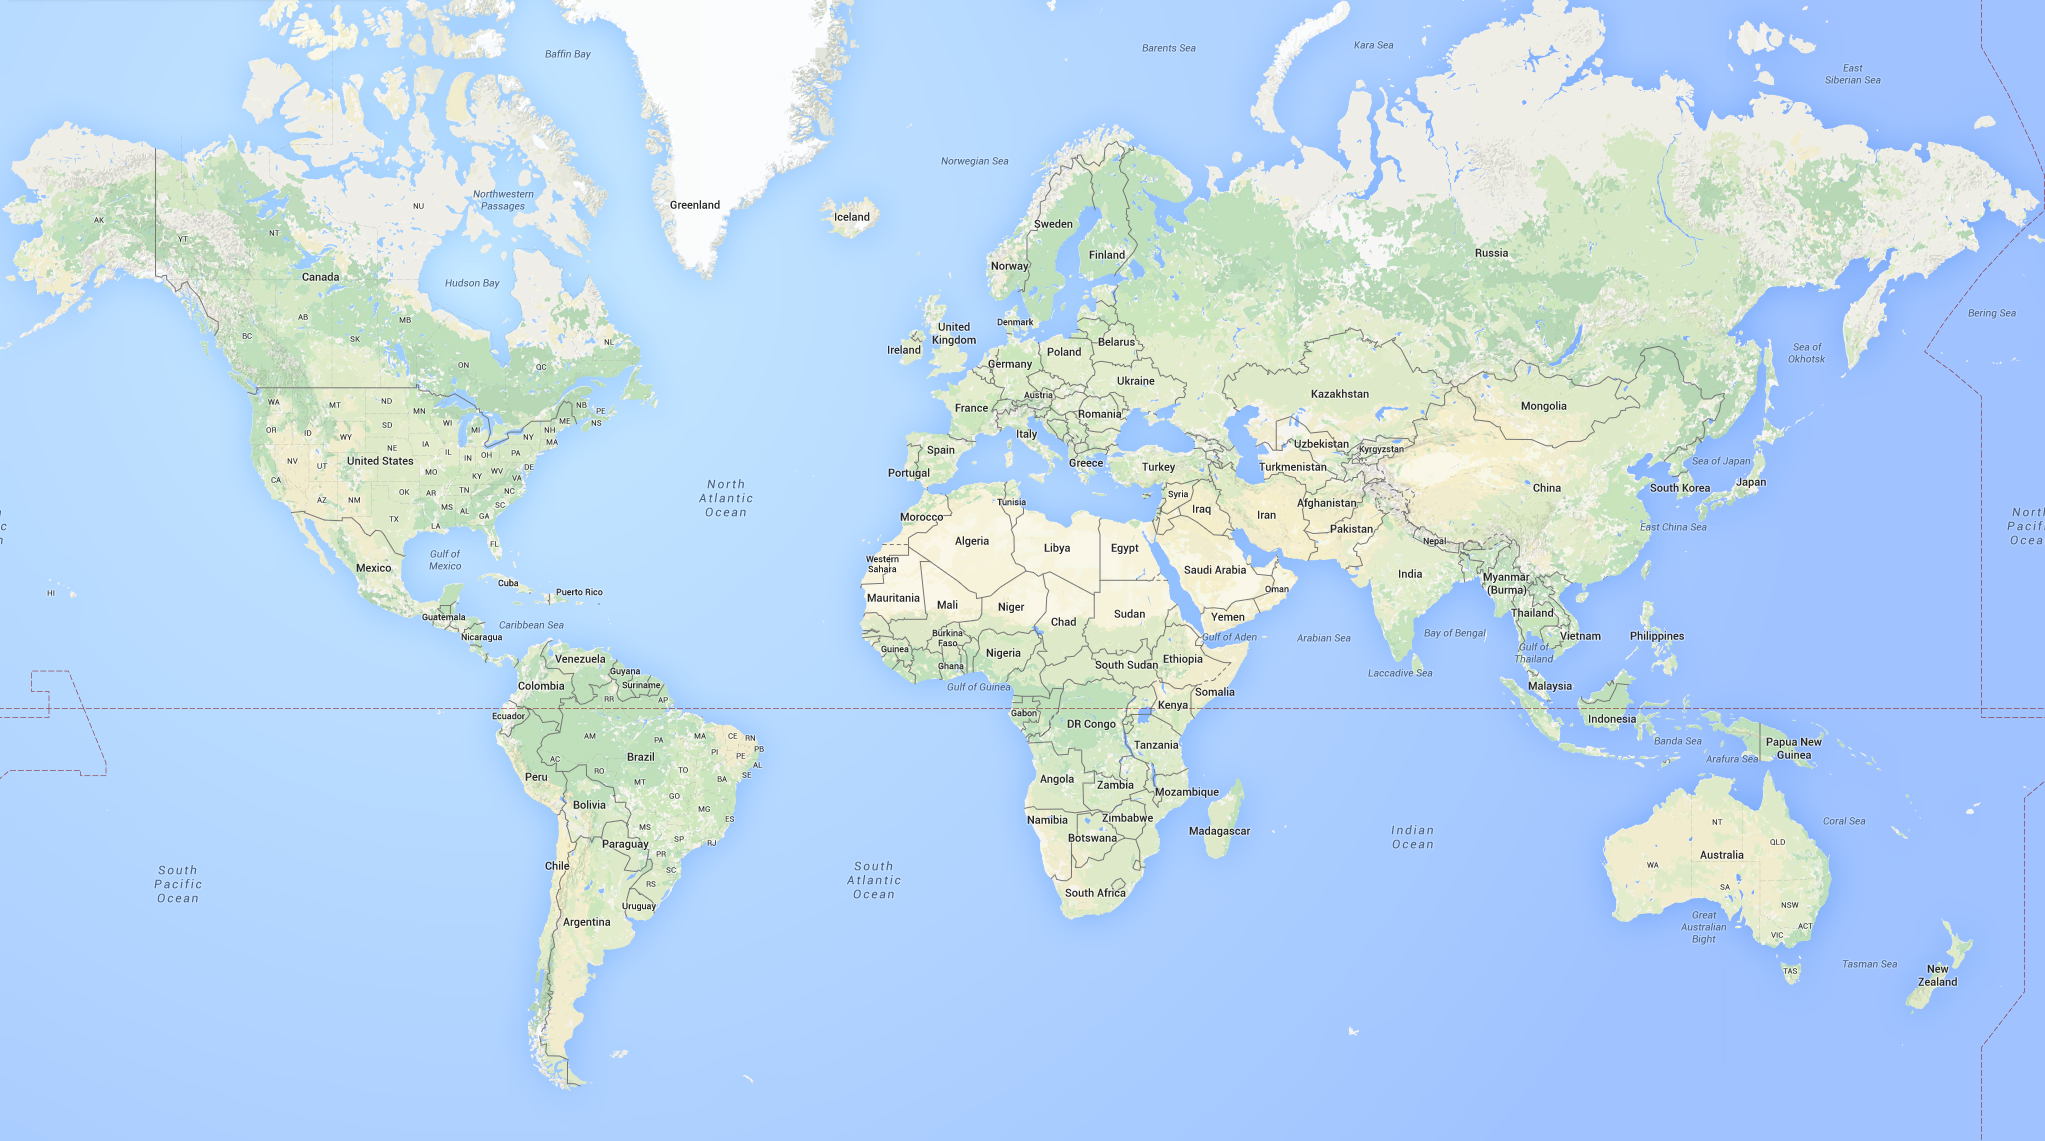 Baffin Bay
Barents Sea
Kara Sea
East
Siberian Sea
Norwegian Sea
Northwestern
Passages
NU
Greenland
Iceland
AK
YT
NT
Canada
Hudson Bay
Sweden
Finland
Norway
Russia
Bering Sea
Sea of
Okhotsk
AB
MB
BC
SK
ON
QC
NL
Denmark
United
Kingdom
Ireland
Belarus
Poland
Germany
Ukraine
Austria
France
Romania
Italy
Kazakhstan
Mongolia
WA
MT
ND
MN
NB
PE
NS
ME
OR
ID
WY
SD
WI
MI
NY
NH
MA
NE
IA
IL
IN
OH
PA
NV
UT
United States
MO
KY
WV
DE
VA
CA
AZ
NM
OK
AR
TN
NC
MS
AL
SC
GA
TX
LA
FL
Spain
Portugal
Greece
Turkey
Uzbekistan
Kyrgyzstan
Turkmenistan
China
Sea of Japan
South Korea
Japan
North
Atlantic
Ocean
Tunisia
Syria
Morocco
Iraq
Iran
Afghanistan
Pakistan
East China Sea
North
Pacific
Ocean
c
n
Algeria
Libya
Egypt
Nepal
Gulf of
Mexico
Mexico
Western
Sahara
Saudi Arabia
India
Myanmar
(Burma)
HI
Cuba
Puerto Rico
Oman
Mauritania
Mali
Niger
Chad
Sudan
Yemen
Thailand
Guatemala
Caribbean Sea
Nicaragua
Burkina
Faso
Gulf of Aden
Arabian Sea
Bay of Bengal
Vietnam
Philippines
Guinea
Nigeria
Gulf of
Thailand
Venezuela
Guyana
Suriname
Colombia
Ghana
South Sudan
Ethiopia
Laccadive Sea
Gulf of Guinea
Somalia
Malaysia
RR
AP
Ecuador
Gabon
Kenya
DR Congo
Indonesia
AM
PA
MA
CE
RN
PB
PI
PE
AL
SE
Brazil
AC
RO
TO
BA
MT
Peru
Tanzania
Banda Sea
Arafura Sea
Papua New
Guinea
Angola
Zambia
Mozambique
Bolivia
GO
MG
ES
MS
SP
RJ
Namibia
Zimbabwe
Botswana
Madagascar
Indian
Ocean
Coral Sea
NT
QLD
WA
Australia
SA
NSW
ACT
VIC
TAS
Paraguay
PR
SC
RS
Chile
South
Pacific
Ocean
South
Atlantic
Ocean
South Africa
Uruguay
Argentina
Great
Australian
Bight
Tasman Sea
New
Zealand